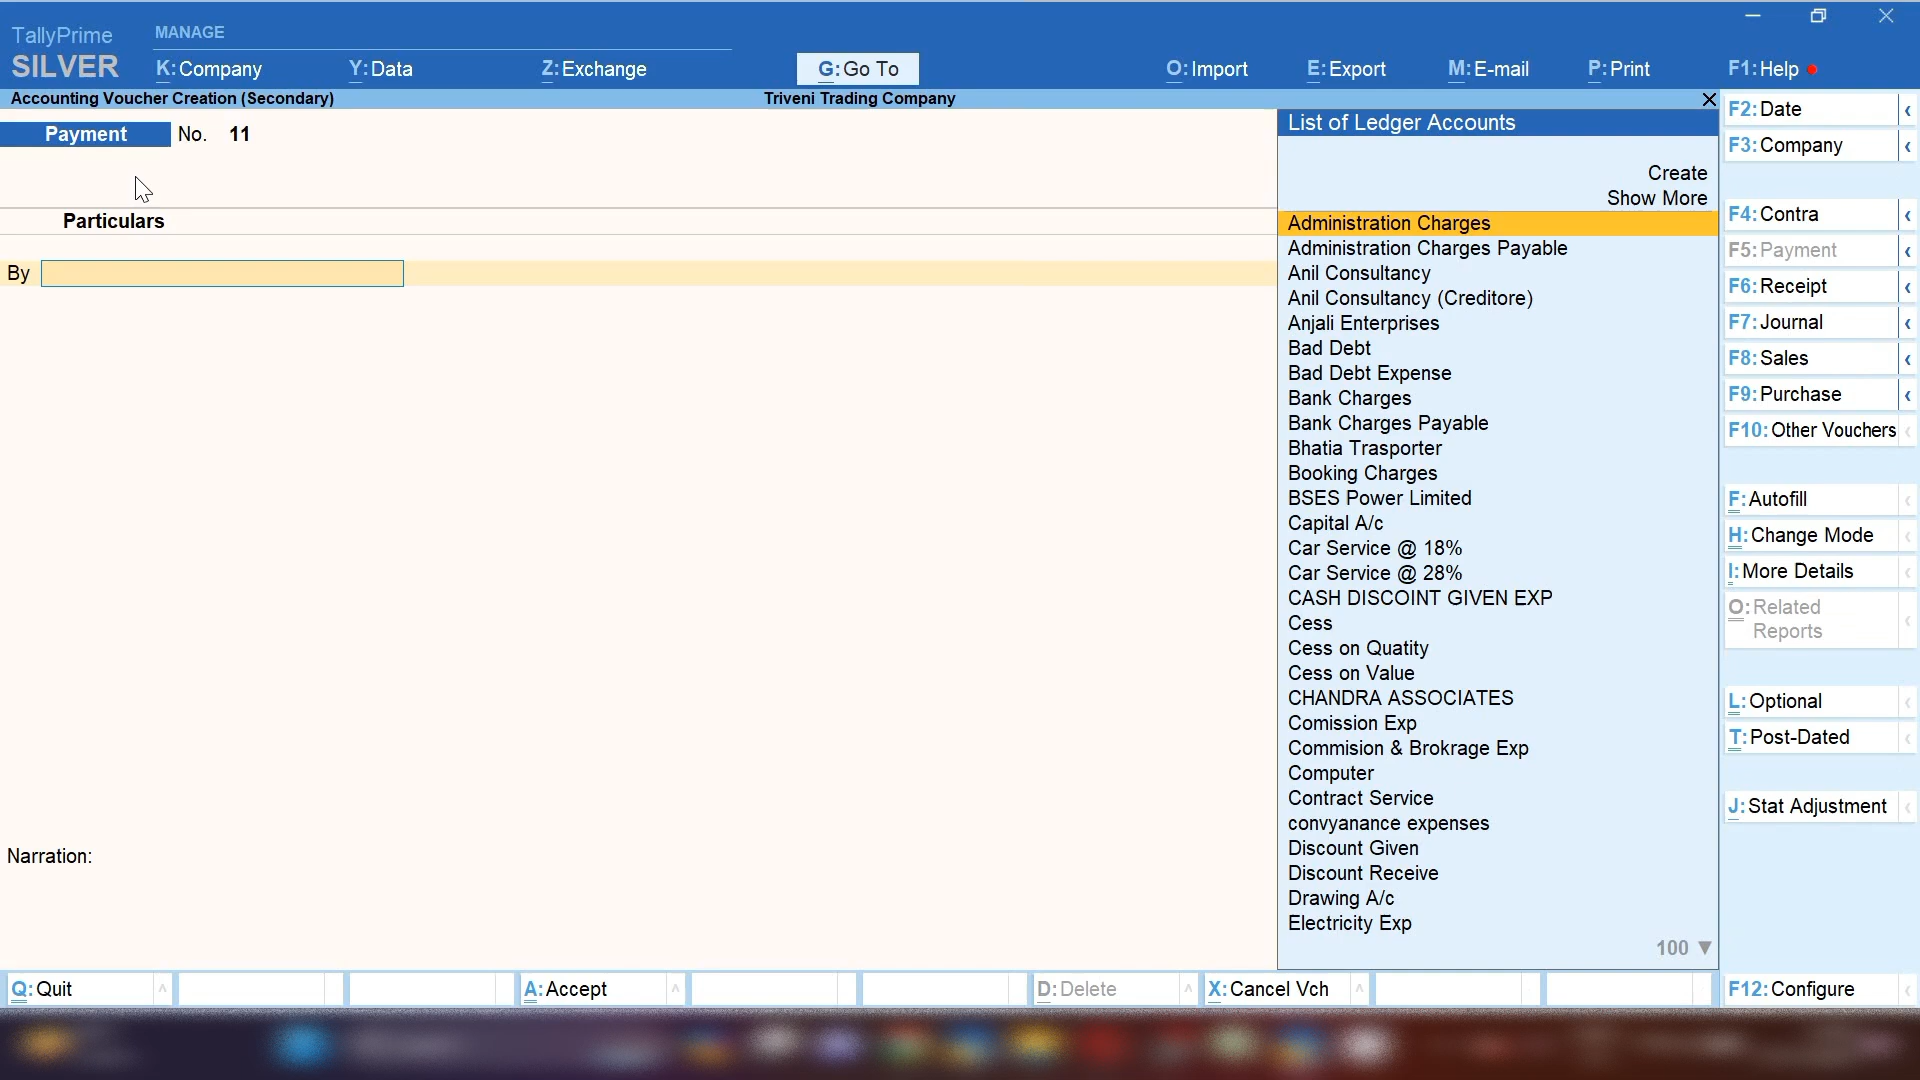 TallyPrime
SILVER
MANAGE
K:Company
Y:Data
Z:Exchange
G:Go To
O:Import
E:Export
M:E-mail
P:Print
F1:Help
Accounting Voucher Creation (Secondary)
Triveni Trading Company
Payment No. 11
Particulars
By
Narration:
List of Ledger Accounts
Create
Show More
Administration Charges
Administration Charges Payable
Anil Consultancy
Anil Consultancy (Creditore)
Anjali Enterprises
Bad Debt
Bad Debt Expense
Bank Charges
Bank Charges Payable
Bhatia Trasporter
Booking Charges
BSES Power Limited
Capital A/c
Car Service @ 18%
Car Service @ 28%
CASH DISCOINT GIVEN EXP
Cess
Cess on Quatity
Cess on Value
CHANDRA ASSOCIATES
Comission Exp
Commision & Brokrage Exp
Computer
Contract Service
convyanance expenses
Discount Given
Discount Receive
Drawing A/c
Electricity Exp
100 ▼
F2:Date
F3:Company
F4:Contra
F5:Payment
F6:Receipt
F7:Journal
F8:Sales
F9:Purchase
F10:Other Vouchers
F:Autofill
H:Change Mode
I:More Details
O:Related
Reports
L:Optional
T:Post-Dated
J:Stat Adjustment
F12:Configure
Q:Quit
A:Accept
D:Delete
X:Cancel Vch